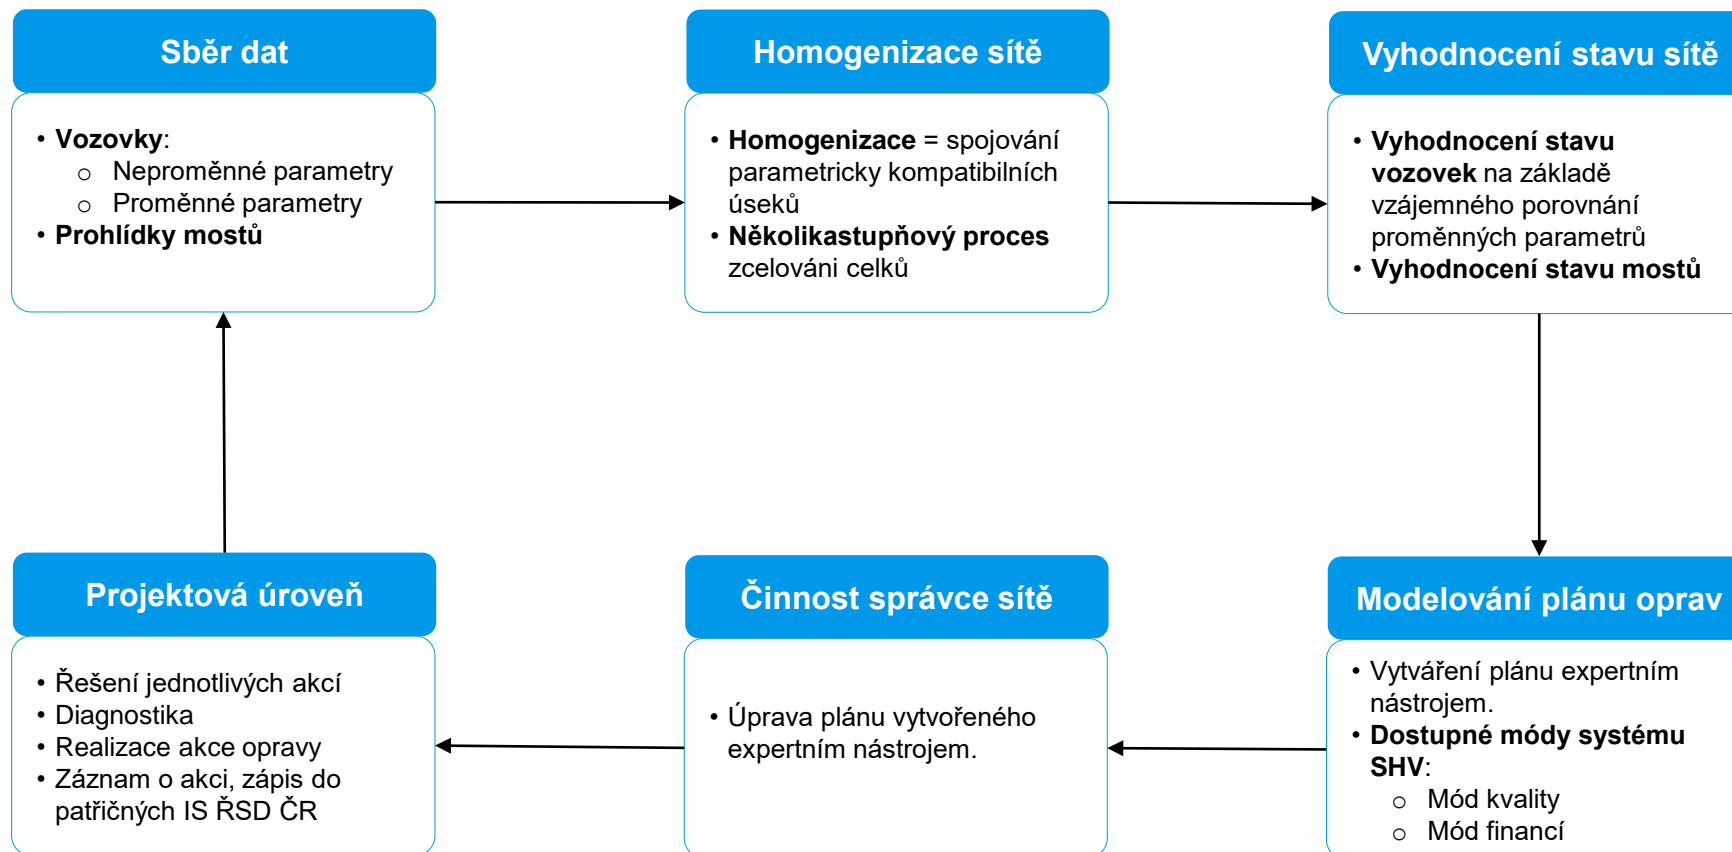 Sběr dat
• Vozovky:
o Neproměnné parametry
o Proměnné parametry
• Prohlídky mostů
Homogenizace sítě
• Homogenizace = spojování
parametricky kompatibilních
úseků
• Několikastupňový proces
zcelováni celků
Vyhodnocení stavu sítě
• Vyhodnocení stavu
vozovek na základě
vzájemného porovnání
proměnných parametrů
• Vyhodnocení stavu mostů
Projektová úroveň
• Řešení jednotlivých akcí
• Diagnostika
• Realizace akce opravy
• Záznam o akci, zápis do
patřičných IS ŘSD ČR
Činnost správce sítě
• Úprava plánu vytvořeného
expertním nástrojem.
Modelování plánu oprav
• Vytváření plánu expertním
nástrojem.
• Dostupné módy systému
SHV:
o Mód kvality
o Mód financí